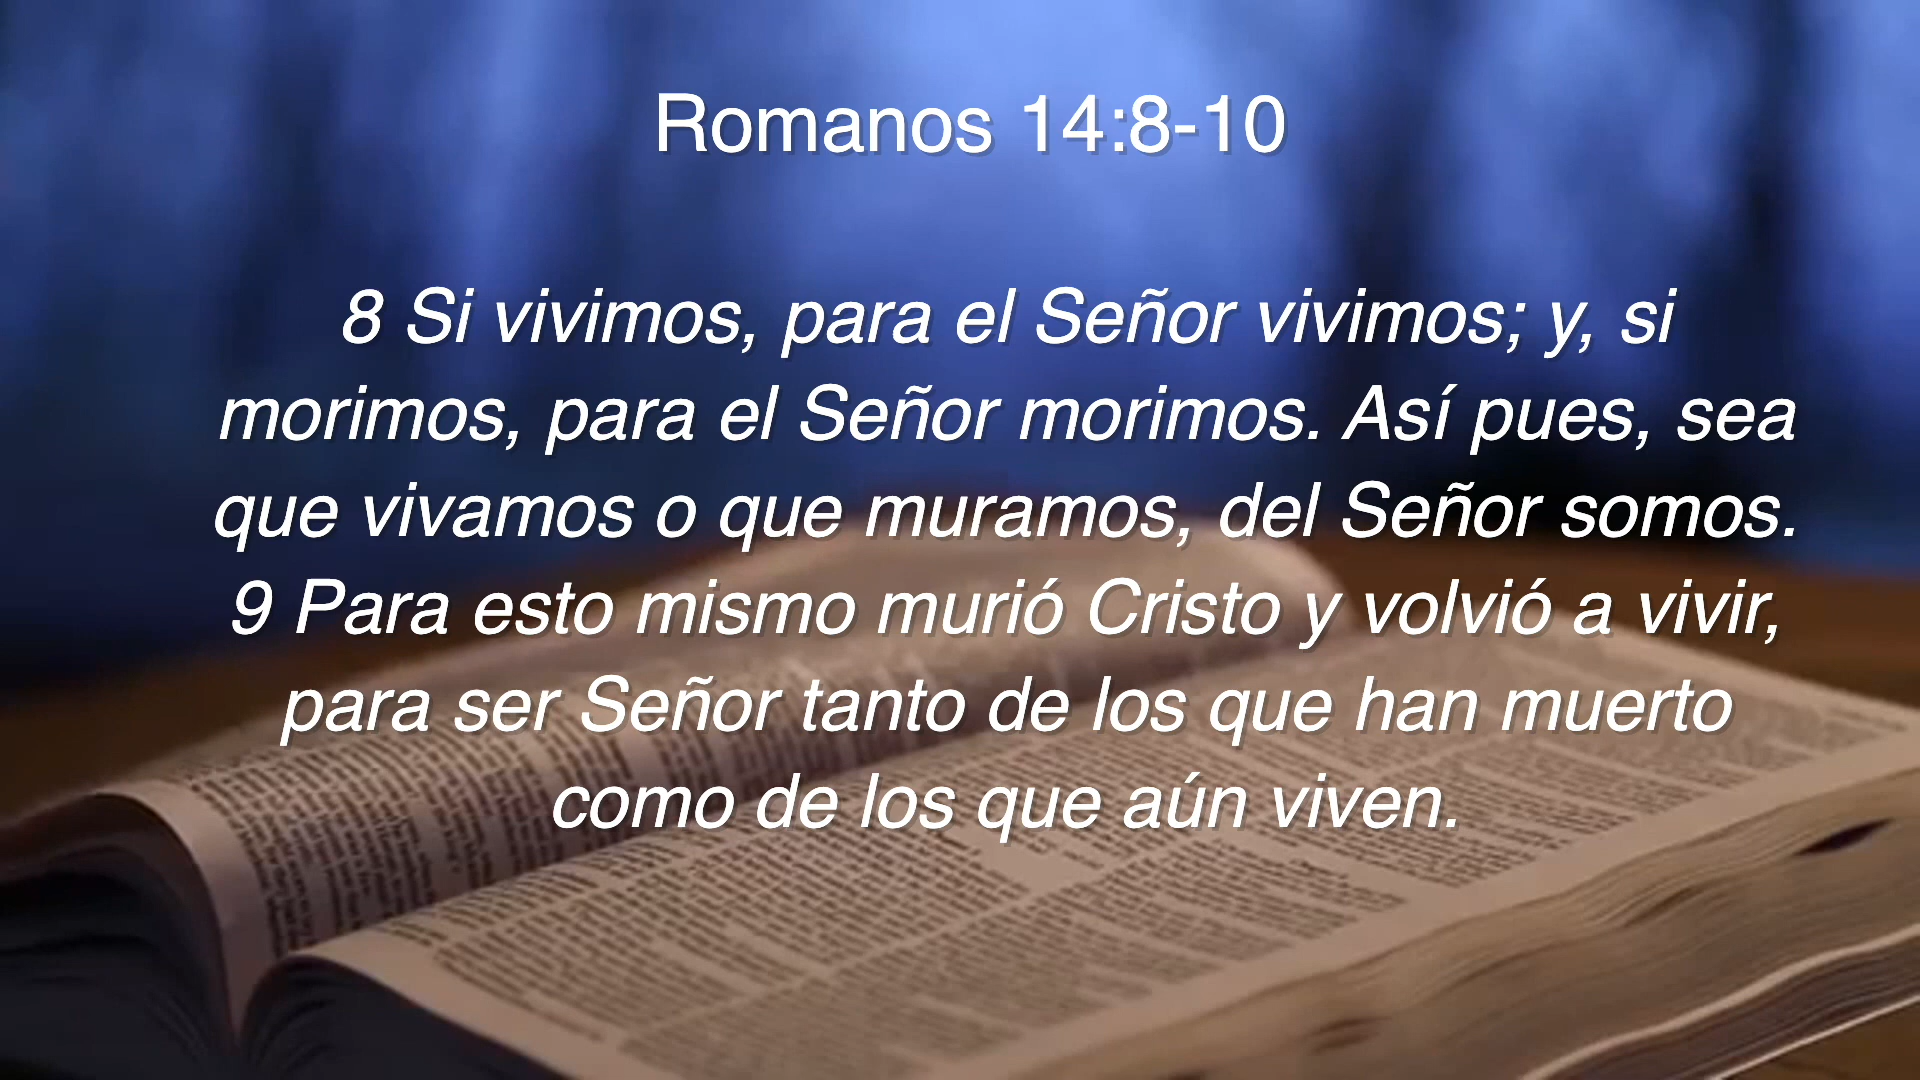 Romanos 14:8-10
8 Si vivimos, para el Señor vivimos; y, si
morimos, para el Señor morimos. Así pues, sea
que vivamos o que muramos, del Señor somos.
9 Para esto mismo murió Cristo y volvió a vivir,
para ser Señor tanto de los que han muerto
como de los que aún viven.